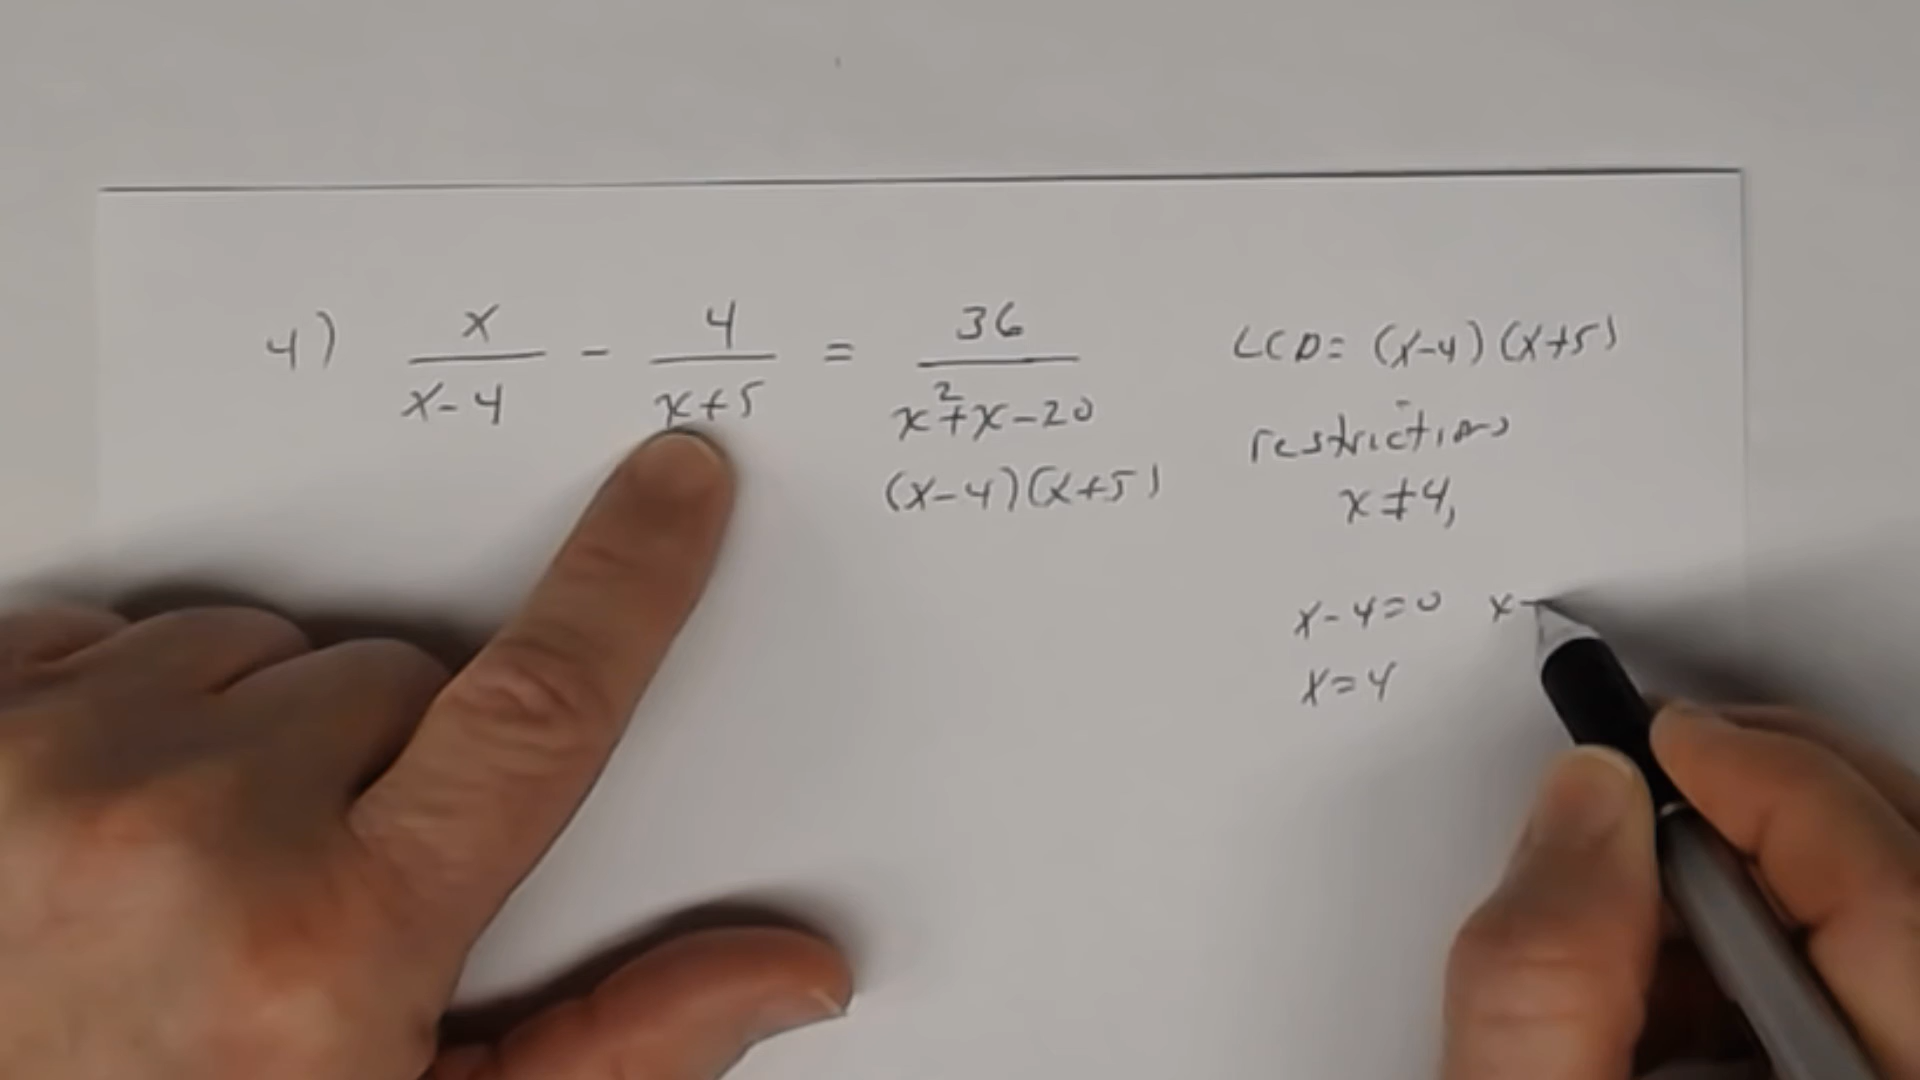 4) x/(x-4) - 4/(x+5) = 36/(x²+x-20)
(x-4)(x+5)
LCD= (x-4)(x+5)
restrictions
x≠4,
x-4=0 x
x=4